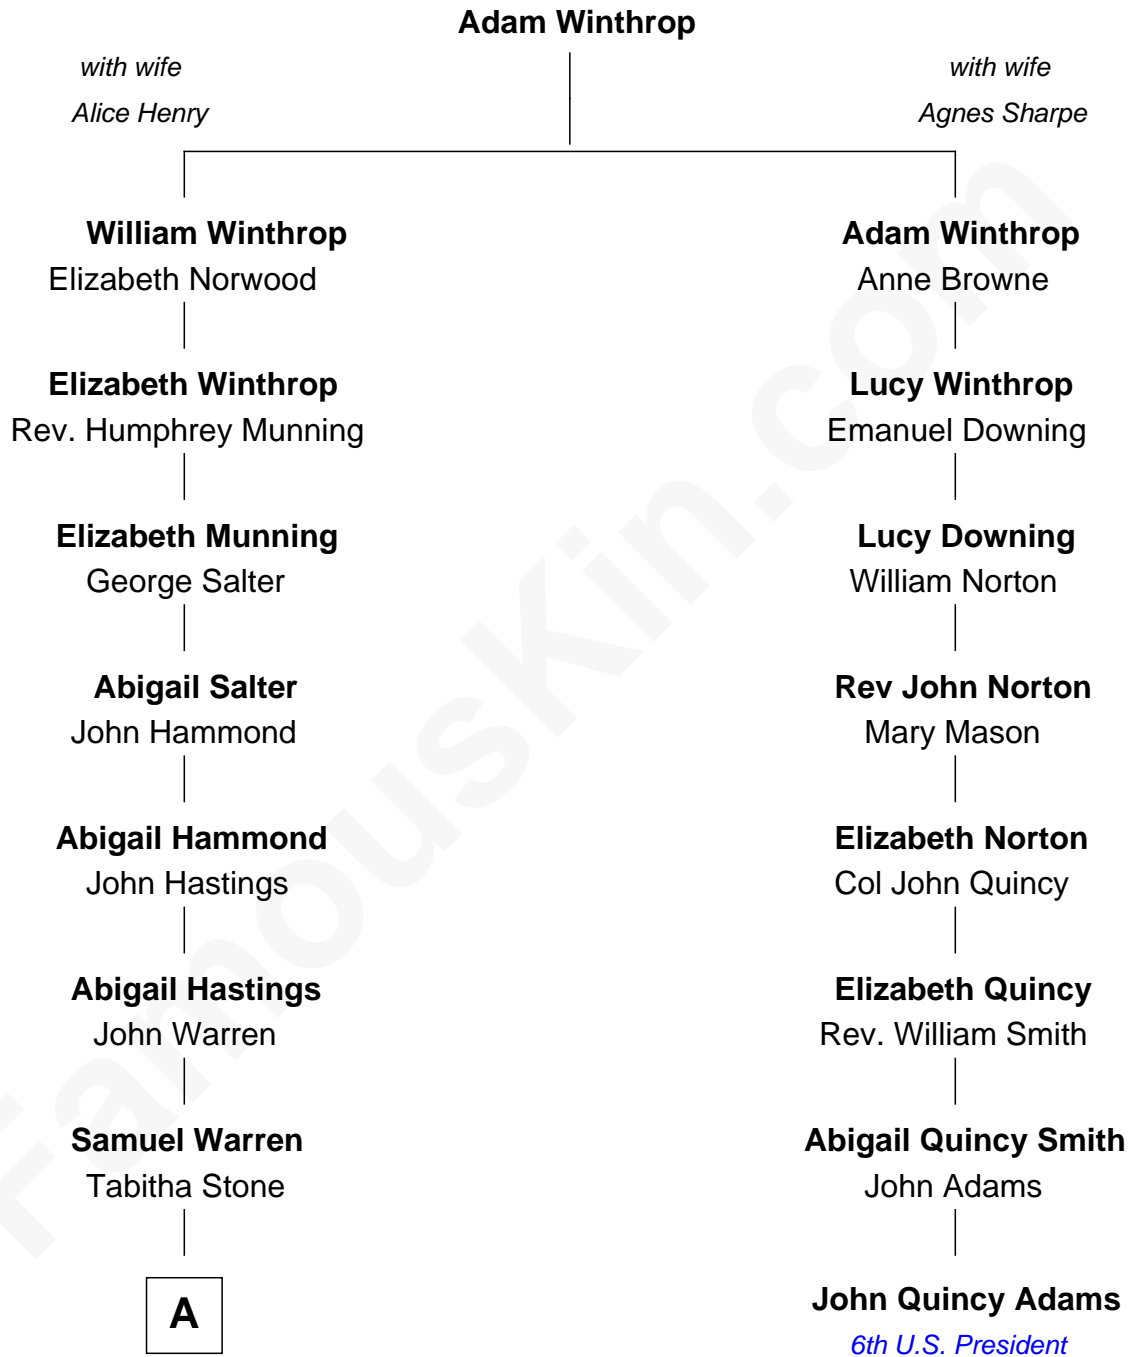 Adam Winthrop
with wife
Alice Henry
with wife
Agnes Sharpe
William Winthrop
Elizabeth Norwood
Adam Winthrop
Anne Browne
Elizabeth Winthrop
Rev. Humphrey Munning
Lucy Winthrop
Emanuel Downing
Elizabeth Munning
George Salter
Lucy Downing
William Norton
Abigail Salter
John Hammond
Rev John Norton
Mary Mason
Abigail Hammond
John Hastings
Elizabeth Norton
Col John Quincy
Abigail Hastings
John Warren
Elizabeth Quincy
Rev. William Smith
Samuel Warren
Tabitha Stone
Abigail Quincy Smith
John Adams
A
John Quincy Adams
6th U.S. President
FamousKin.com